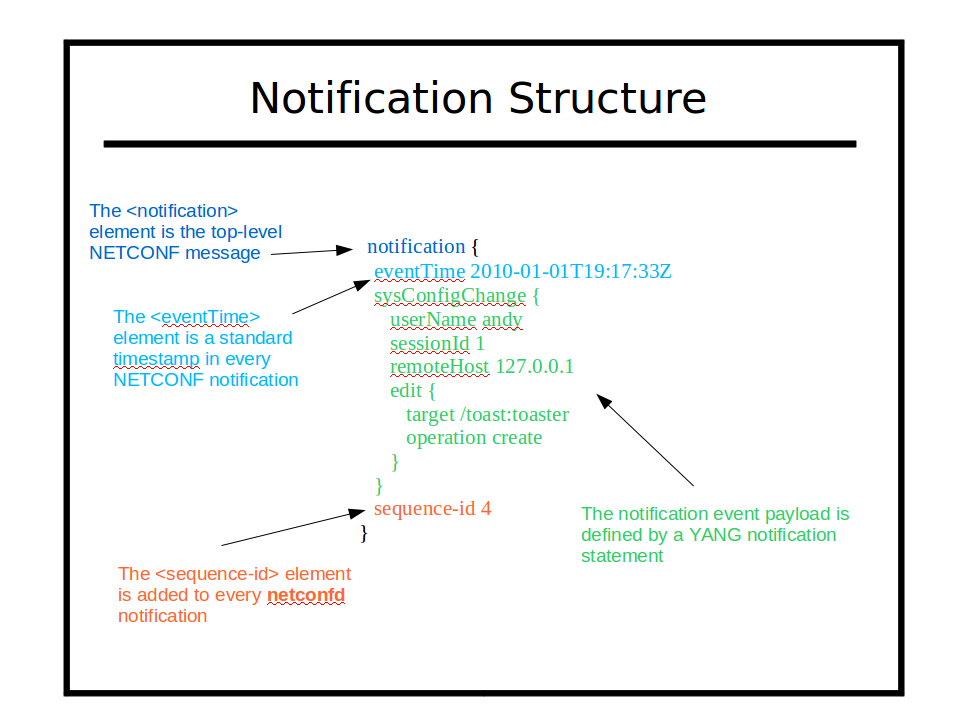 Notification Structure
The <notification>
element is the top-level
NETCONF message
notification {
eventTime 2010-01-01T19:17:33Z
sysConfigChange {
userName andy
sessionId 1
remoteHost 127.0.0.1
edit {
target /toast:toaster
operation create
}
}
sequence-id 4
}
The <eventTime>
element is a standard
timestamp in every
NETCONF notification
The notification event payload is
defined by a YANG notification
statement
The <sequence-id> element
is added to every netconfd
notification